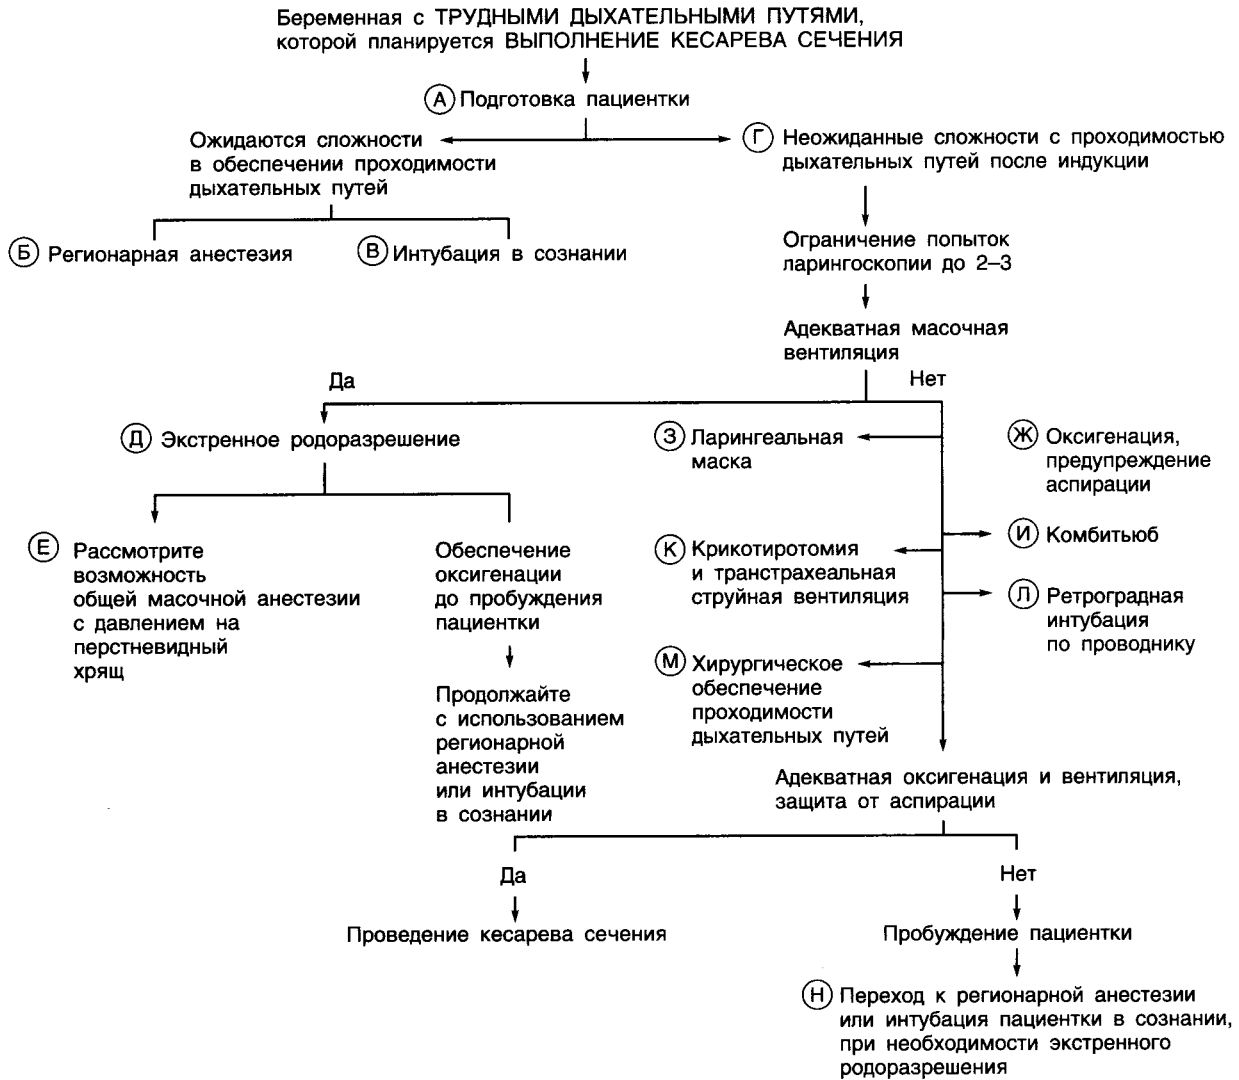 Беременная с ТРУДНЫМИ ДЫХАТЕЛЬНЫМИ ПУТЯМИ,
которой планируется ВЫПОЛНЕНИЕ КЕСАРЕВА СЕЧЕНИЯ
А Подготовка пациентки
Ожидаются сложности
в обеспечении проходимости
дыхательных путей
Г Неожиданные сложности с проходимостью
дыхательных путей после индукции
Б Регионарная анестезия
В Интубация в сознании
Ограничение попыток
ларингоскопии до 2–3
Адекватная масочная
вентиляция
Да
Нет
Д Экстренное родоразрешение
З Ларингеальная
маска
Ж Оксигенация,
предупреждение
аспирации
Е Рассмотрите
возможность
общей масочной анестезии
с давлением на
перстневидный
хрящ
Обеспечение
оксигенации
до пробуждения
пациентки
К Крикотиротомия
и транстрахеальная
струйная вентиляция
И Комбитьюб
Л Ретроградная
интубация
по проводнику
М Хирургическое
обеспечение
проходимости
дыхательных путей
Продолжайте
с использованием
регионарной
анестезии
или интубации
в сознании
Адекватная оксигенация и вентиляция,
защита от аспирации
Да
Нет
Проведение кесарева сечения
Пробуждение пациентки
Н Переход к регионарной анестезии
или интубация пациентки в сознании,
при необходимости экстренного
родоразрешения